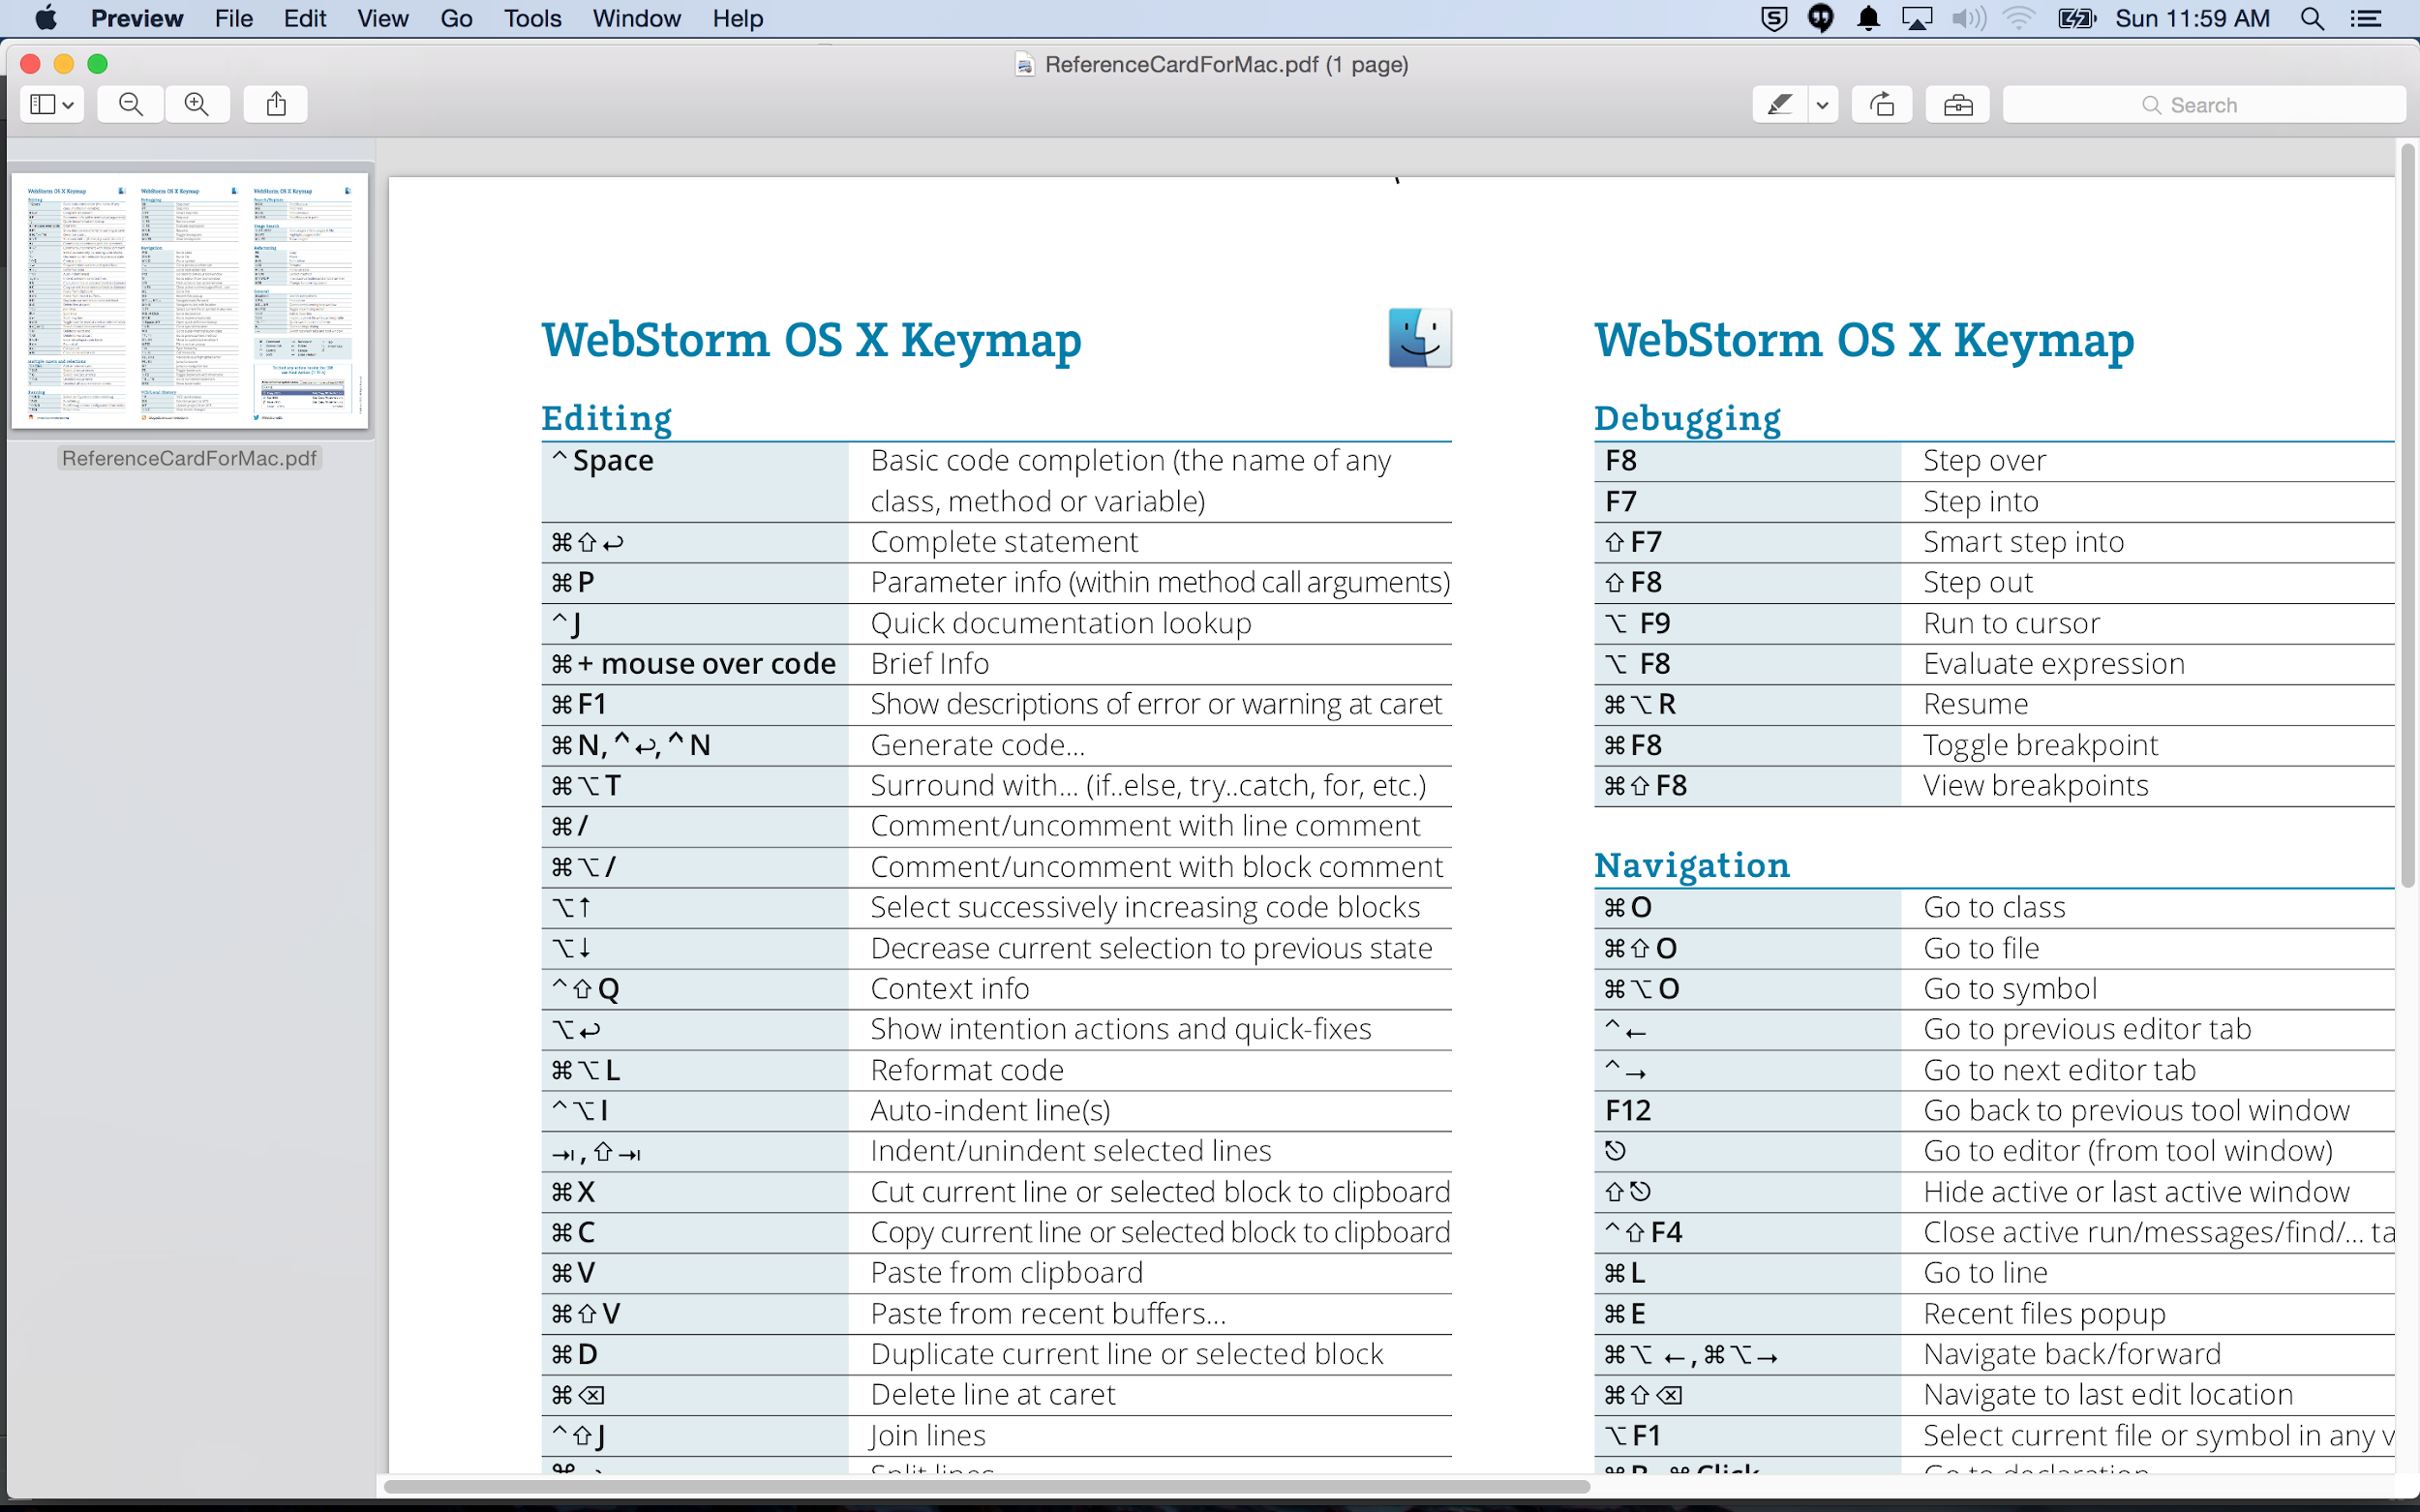 Preview File Edit View Go Tools Window Help
Sun 11:59 AM
ReferenceCardForMac.pdf (1 page)
Search
WebStorm OS X Keymap
ReferenceCardForMac.pdf
WebStorm OS X Keymap
Editing
^ Space Basic code completion (the name of any
class, method or variable)
⌘⇧↩ Complete statement
⌘P Parameter info (within method call arguments)
^J Quick documentation lookup
⌘+ mouse over code Brief Info
⌘F1 Show descriptions of error or warning at caret
⌘N, ^↩, ^N Generate code...
⌘⌥T Surround with... (if..else, try..catch, for, etc.)
⌘/ Comment/uncomment with line comment
⌘⌥/ Comment/uncomment with block comment
⌥↑ Select successively increasing code blocks
⌥↓ Decrease current selection to previous state
^⇧Q Context info
⌥↩ Show intention actions and quick-fixes
⌘⌥L Reformat code
^⌥I Auto-indent line(s)
⇥, ⇧⇥ Indent/unindent selected lines
⌘X Cut current line or selected block to clipboard
⌘C Copy current line or selected block to clipboard
⌘V Paste from clipboard
⌘⇧V Paste from recent buffers...
⌘D Duplicate current line or selected block
⌘⌫ Delete line at caret
^⇧J Join lines
Split lines
WebStorm OS X Keymap
Debugging
F8 Step over
F7 Step into
⇧F7 Smart step into
⇧F8 Step out
⌥ F9 Run to cursor
⌥ F8 Evaluate expression
⌘⌥R Resume
⌘F8 Toggle breakpoint
⌘⇧F8 View breakpoints
Navigation
⌘O Go to class
⌘⇧O Go to file
⌘⌥O Go to symbol
^← Go to previous editor tab
^→ Go to next editor tab
F12 Go back to previous tool window
⎋ Go to editor (from tool window)
⇧⎋ Hide active or last active window
^⇧F4 Close active run/messages/find/... ta
⌘L Go to line
⌘E Recent files popup
⌘⌥←, ⌘⌥→ Navigate back/forward
⌘⇧⌫ Navigate to last edit location
⌥F1 Select current file or symbol in any v
⌘B, ⌘Click Go to declaration